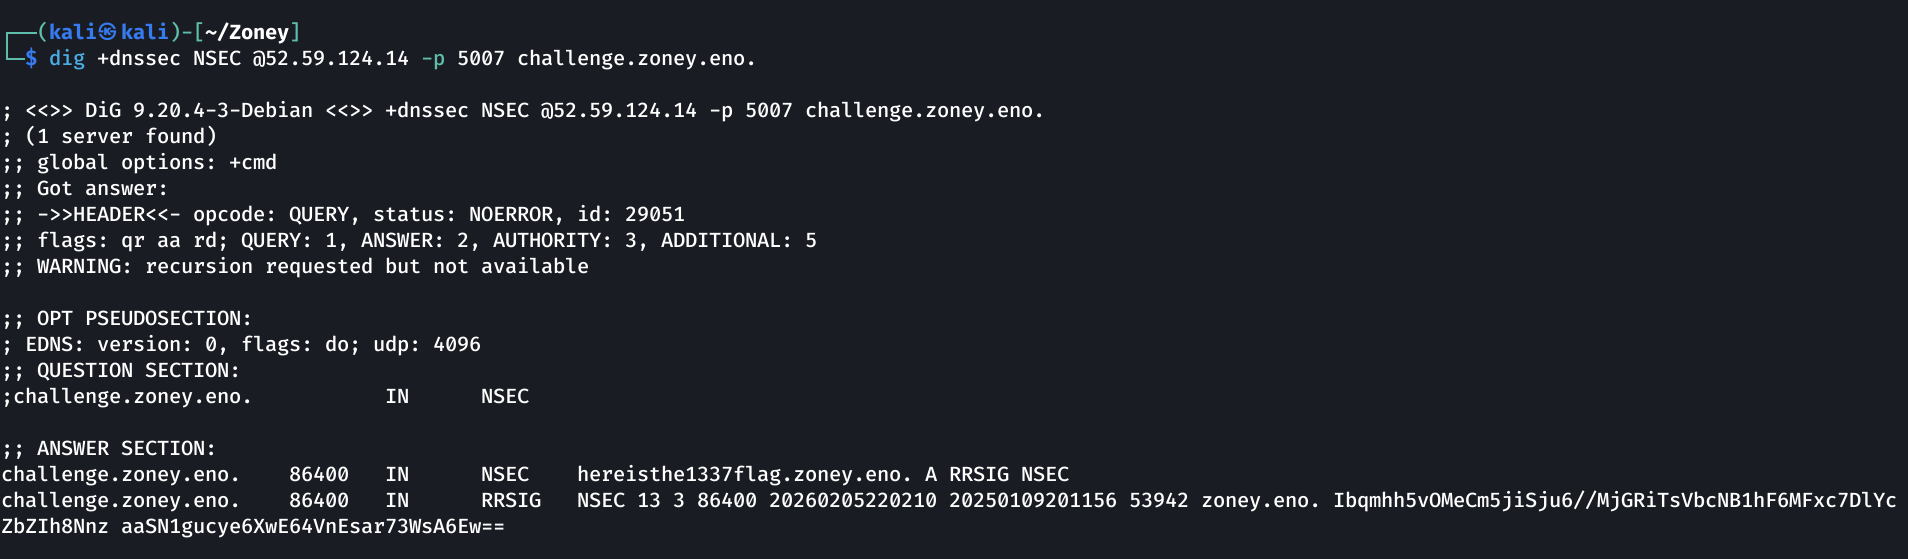 ┌──(kali㉿kali)-[~/Zoney]
└─$ dig +dnssec NSEC @52.59.124.14 -p 5007 challenge.zoney.eno.

; <<>> DiG 9.20.4-3-Debian <<>> +dnssec NSEC @52.59.124.14 -p 5007 challenge.zoney.eno.
; (1 server found)
;; global options: +cmd
;; Got answer:
;; ->>HEADER<<- opcode: QUERY, status: NOERROR, id: 29051
;; flags: qr aa rd; QUERY: 1, ANSWER: 2, AUTHORITY: 3, ADDITIONAL: 5
;; WARNING: recursion requested but not available

;; OPT PSEUDOSECTION:
; EDNS: version: 0, flags: do; udp: 4096
;; QUESTION SECTION:
;challenge.zoney.eno.           IN      NSEC

;; ANSWER SECTION:
challenge.zoney.eno.    86400   IN      NSEC    hereisthe1337flag.zoney.eno. A RRSIG NSEC
challenge.zoney.eno.    86400   IN      RRSIG   NSEC 13 3 86400 20260205220210 20250109201156 53942 zoney.eno. Ibqmhh5vOMeCm5jiSju6//MjGRiTsVbcNB1hF6MFxc7DlYc
ZbZIh8Nnz aaSN1gucye6XwE64VnEsar73WsA6Ew==